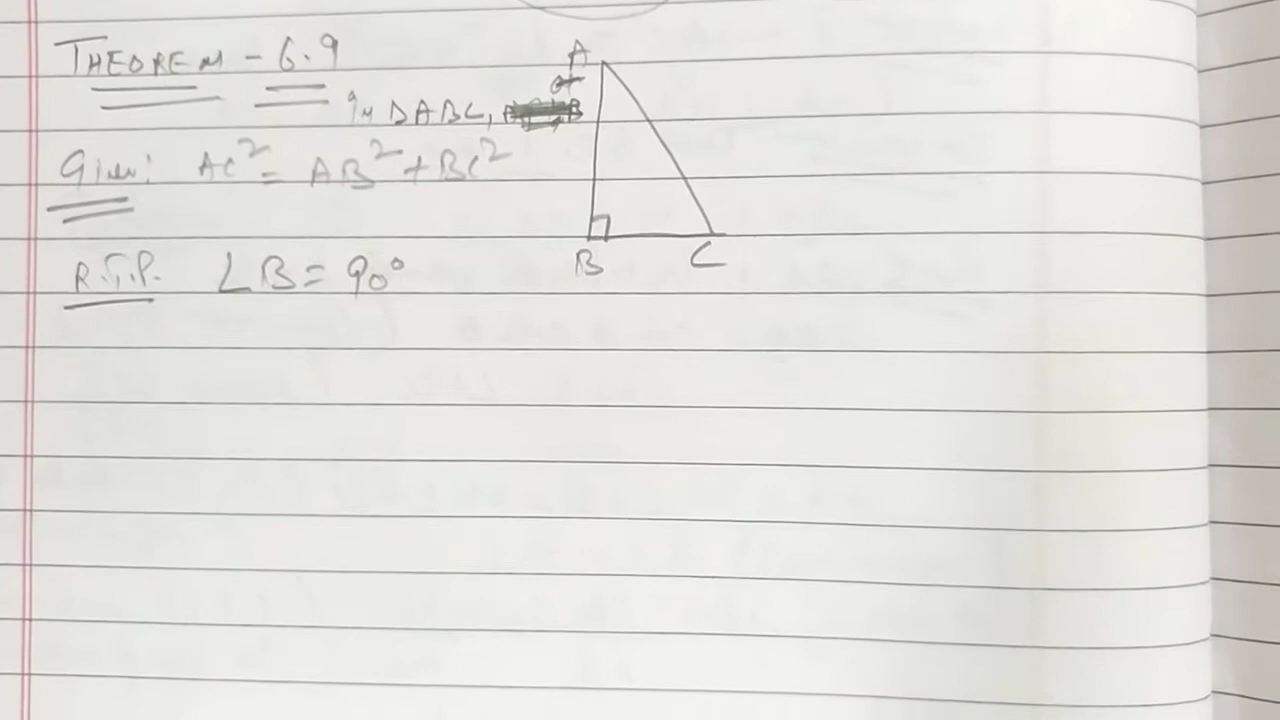 THEOREM - 6.9
In ΔABC,
Given: AC² = AB² + BC²
R.T.P. ∠B = 90°
A
B C